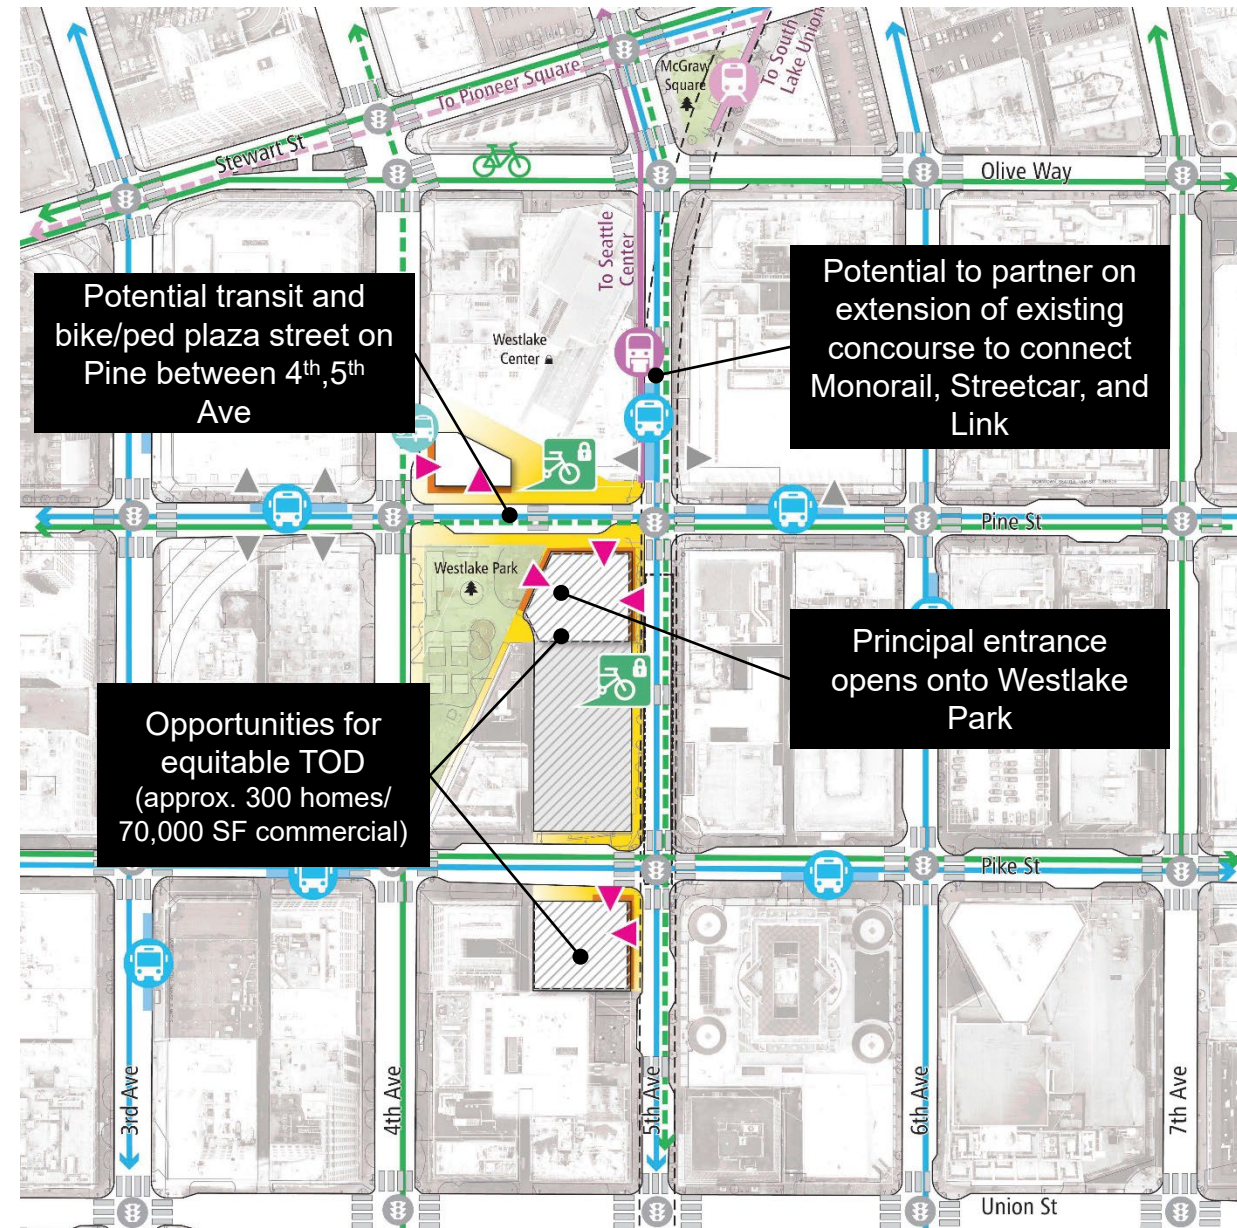 McGraw
Square
To South
Lake Union
To Pioneer Square
Stewart St
Olive Way
To Seattle
Center
Potential transit and
bike/ped plaza street on
Pine between 4th,5th
Ave
Potential to partner on
extension of existing
concourse to connect
Monorail, Streetcar, and
Link
Westlake
Center
Pine St
Westlake Park
Principal entrance
opens onto Westlake
Park
Opportunities for
equitable TOD
(approx. 300 homes/
70,000 SF commercial)
Pike St
3rd Ave
4th Ave
5th Ave
6th Ave
7th Ave
Union St